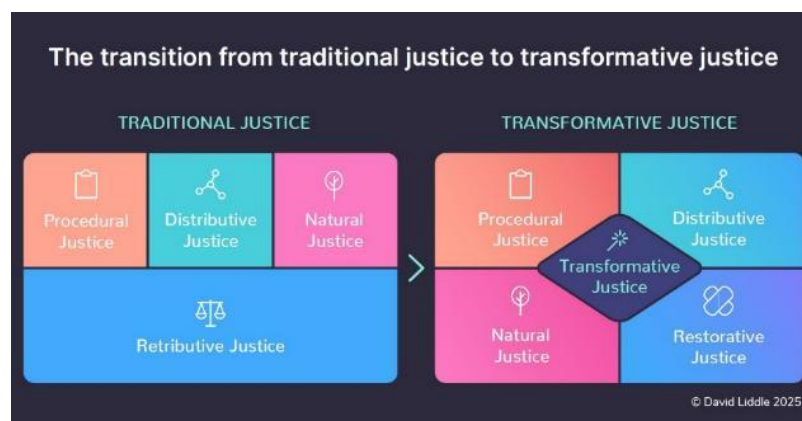 The transition from traditional justice to transformative justice
TRADITIONAL JUSTICE
Procedural
Justice
Distributive
Justice
Natural
Justice
Retributive Justice
TRANSFORMATIVE JUSTICE
Procedural
Justice
Distributive
Justice
Transformative
Justice
Natural
Justice
Restorative
Justice
© David Liddle 2025